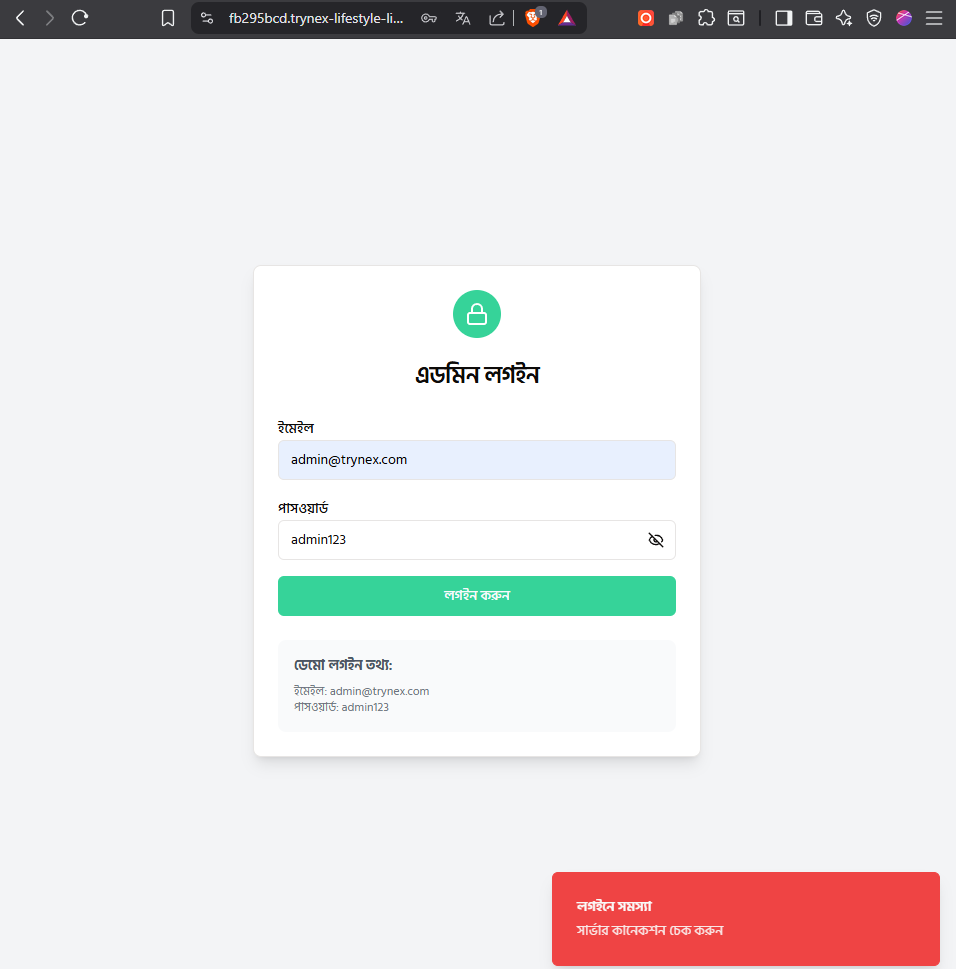 fb295bcd.trynex-lifestyle-li...
1
এডমিন লগইন
ইমেইল
admin@trynex.com
পাসওয়ার্ড
admin123
লগইন করুন
ডেমো লগইন তথ্য:
ইমেইল: admin@trynex.com
পাসওয়ার্ড: admin123
লগইনে সমস্যা
সার্ভার কানেকশন চেক করুন